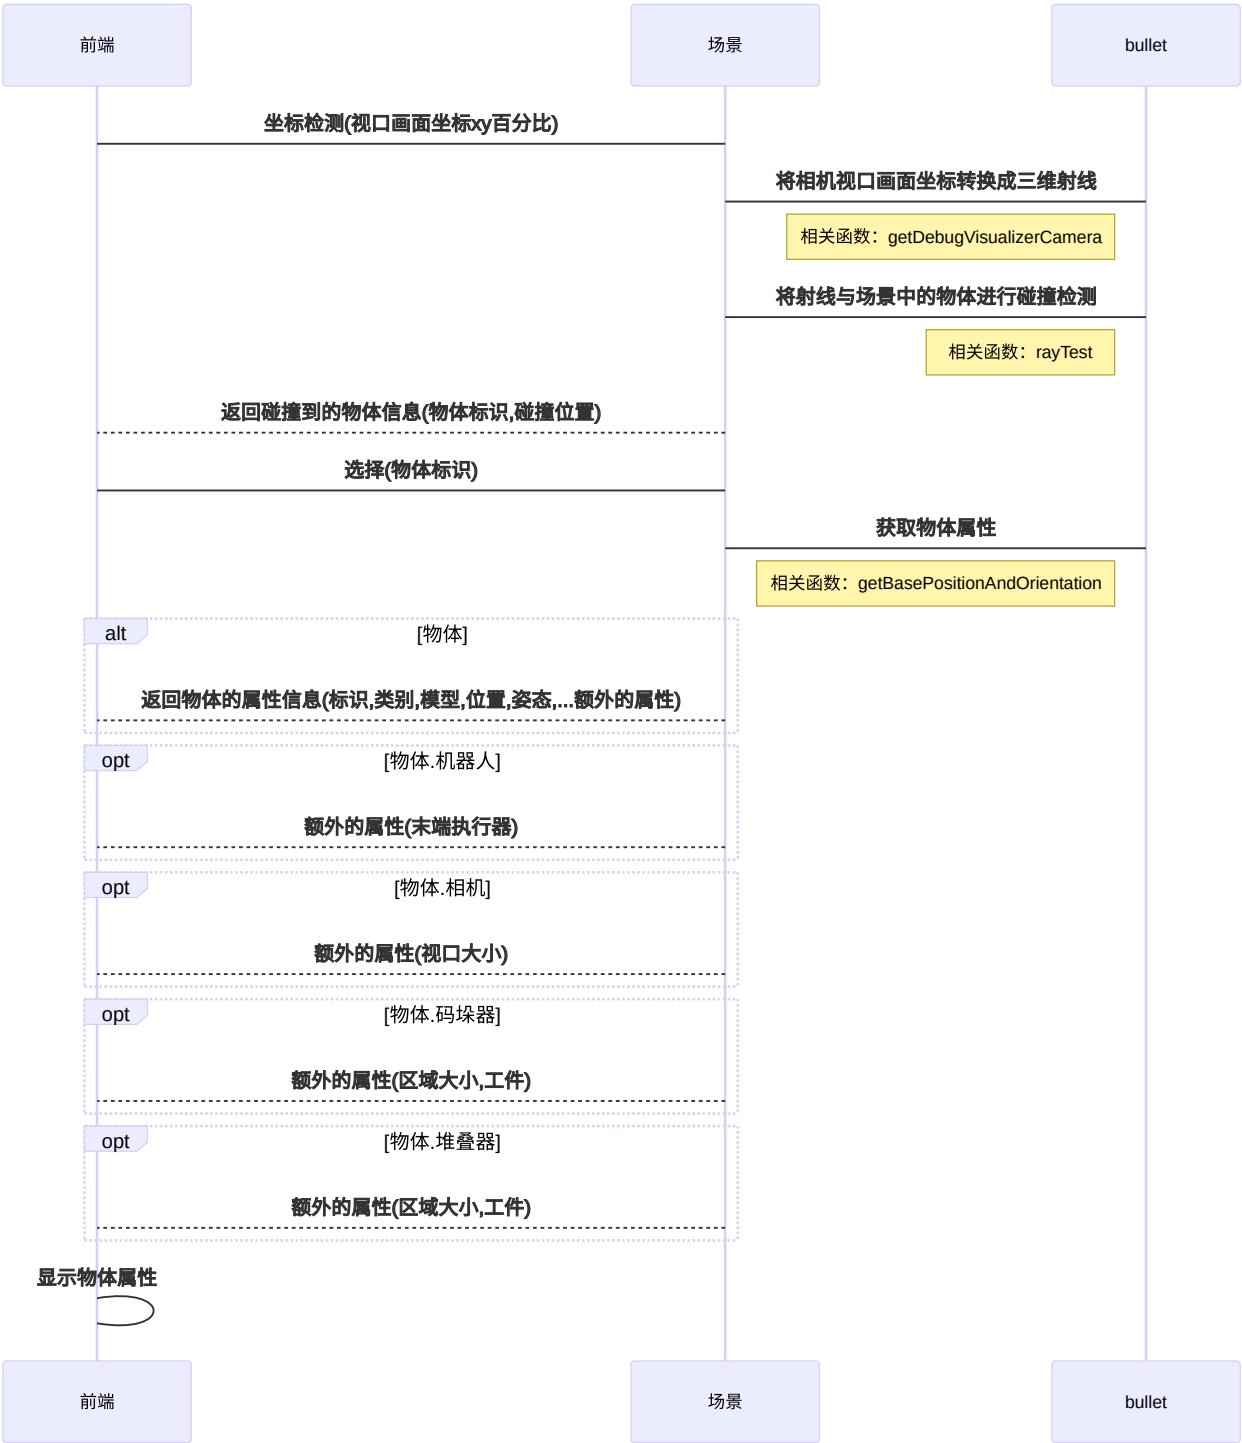 前端
场景
bullet
坐标检测(视口画面坐标xy百分比)
将相机视口画面坐标转换成三维射线
相关函数：getDebugVisualizerCamera
将射线与场景中的物体进行碰撞检测
相关函数：rayTest
返回碰撞到的物体信息(物体标识,碰撞位置)
选择(物体标识)
获取物体属性
相关函数：getBasePositionAndOrientation
alt
[物体]
返回物体的属性信息(标识,类别,模型,位置,姿态,...额外的属性)
opt
[物体.机器人]
额外的属性(末端执行器)
opt
[物体.相机]
额外的属性(视口大小)
opt
[物体.码垛器]
额外的属性(区域大小,工件)
opt
[物体.堆叠器]
额外的属性(区域大小,工件)
显示物体属性
前端
场景
bullet